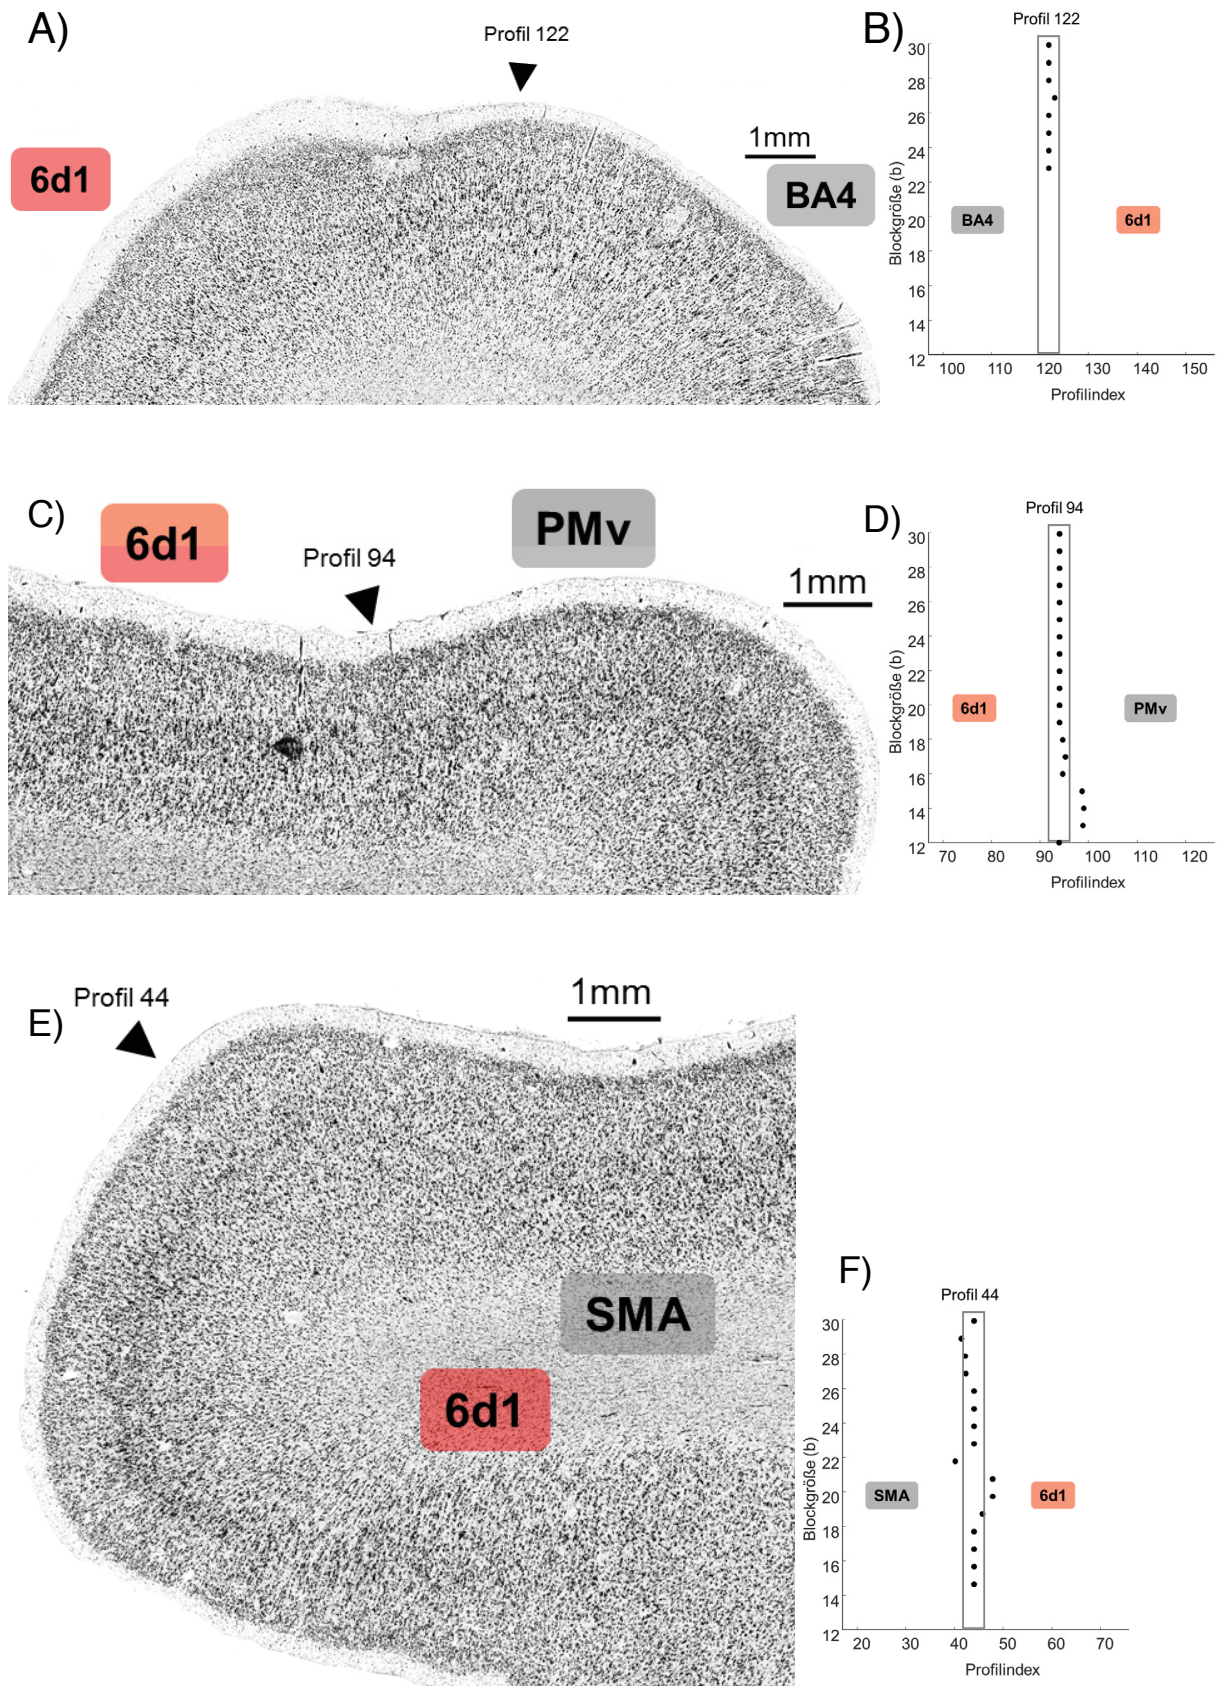 A)
Profil 122
6d1
1mm
BA4
B)
Profil 122
30
28
26
24
22
20
18
16
14
12
Blockgröße (b)
BA4
6d1
100 110 120 130 140 150
Profilindex
C)
6d1
Profil 94
PMv
1mm
D)
Profil 94
30
28
26
24
22
20
18
16
14
12
Blockgröße (b)
6d1
PMv
70 80 90 100 110 120
Profilindex
E)
Profil 44
1mm
SMA
6d1
F)
Profil 44
30
28
26
24
22
20
18
16
14
12
Blockgröße (b)
SMA
6d1
20 30 40 50 60 70
Profilindex